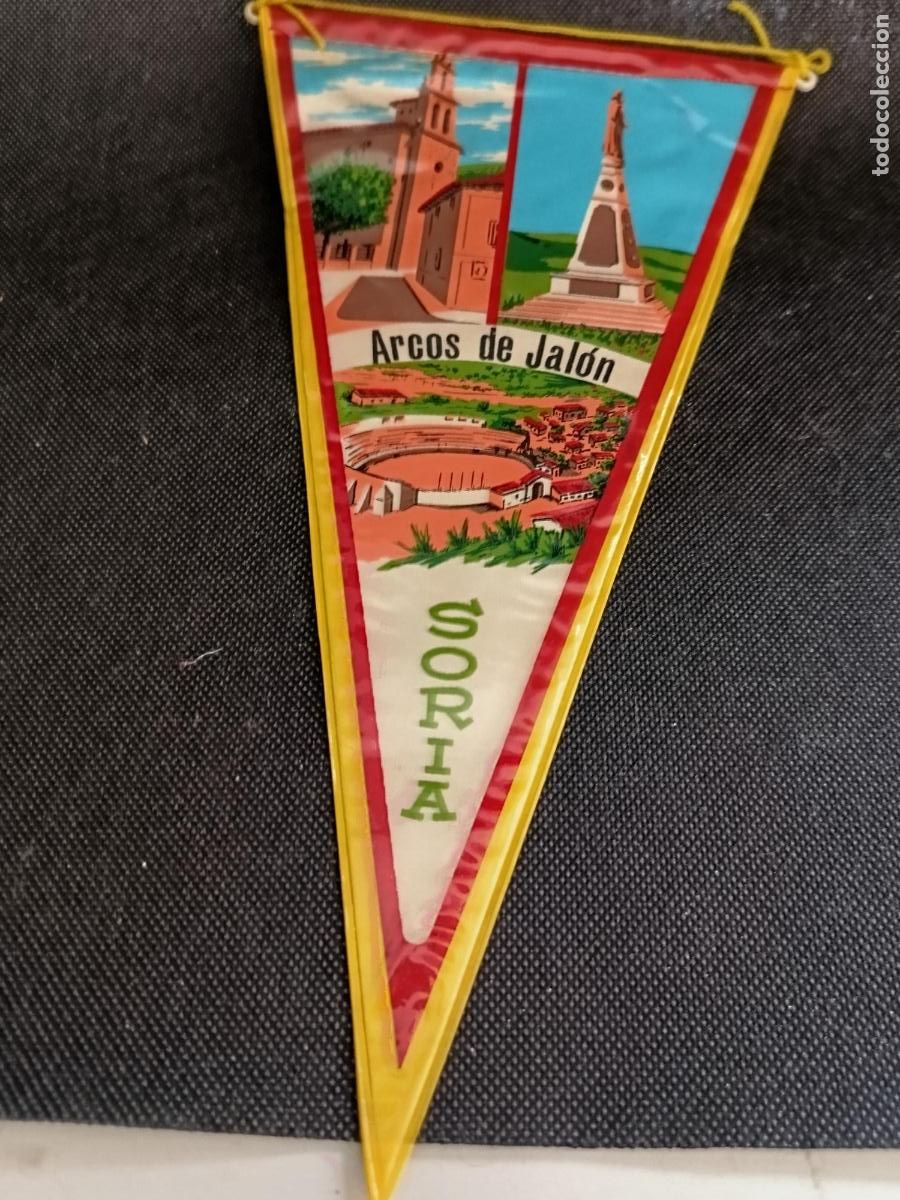 Arcos de Jalón
SORIA
todocoleccion